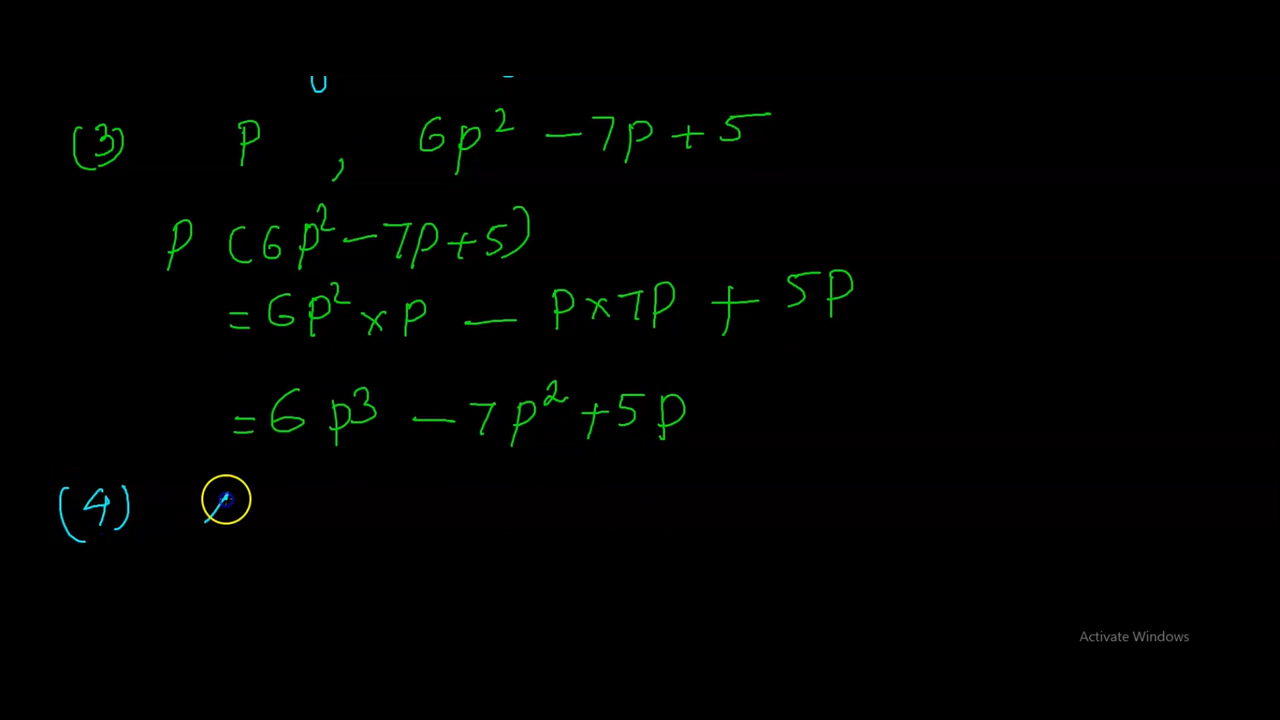 (3) P , 6p² - 7p + 5
P (6p² - 7p + 5)
= 6p² × p - p × 7p + 5p
= 6p³ - 7p² + 5p
(4)
Activate Windows